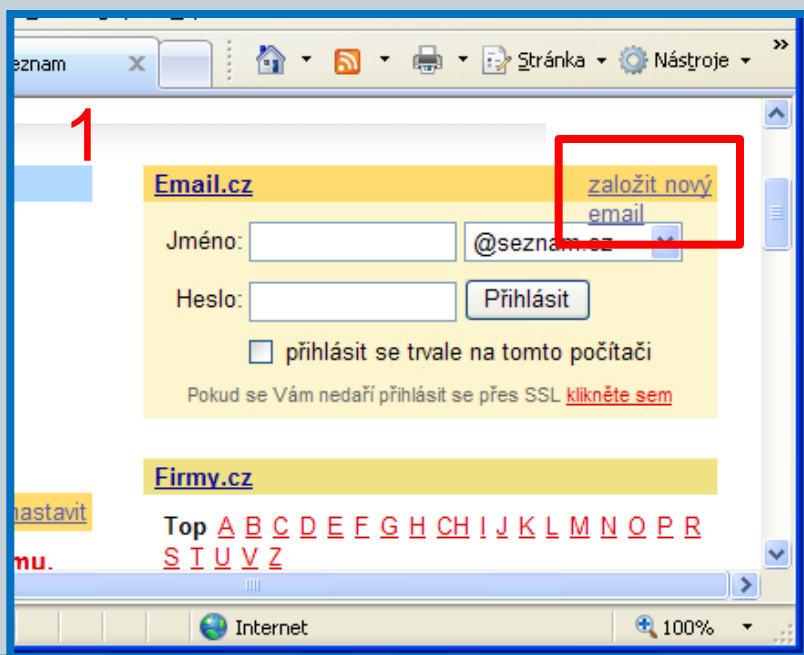 eznam
Stránka
Nástroje
»
1
Email.cz
založit nový
email
Jméno:
@seznam.cz
Heslo:
Přihlásit
přihlásit se trvale na tomto počítači
Pokud se Vám nedaří přihlásit se přes SSL klikněte sem
Firmy.cz
nastavit
Top A B C D E F G H CH I J K L M N O P R
S T U V Z
mu.
Internet
100%